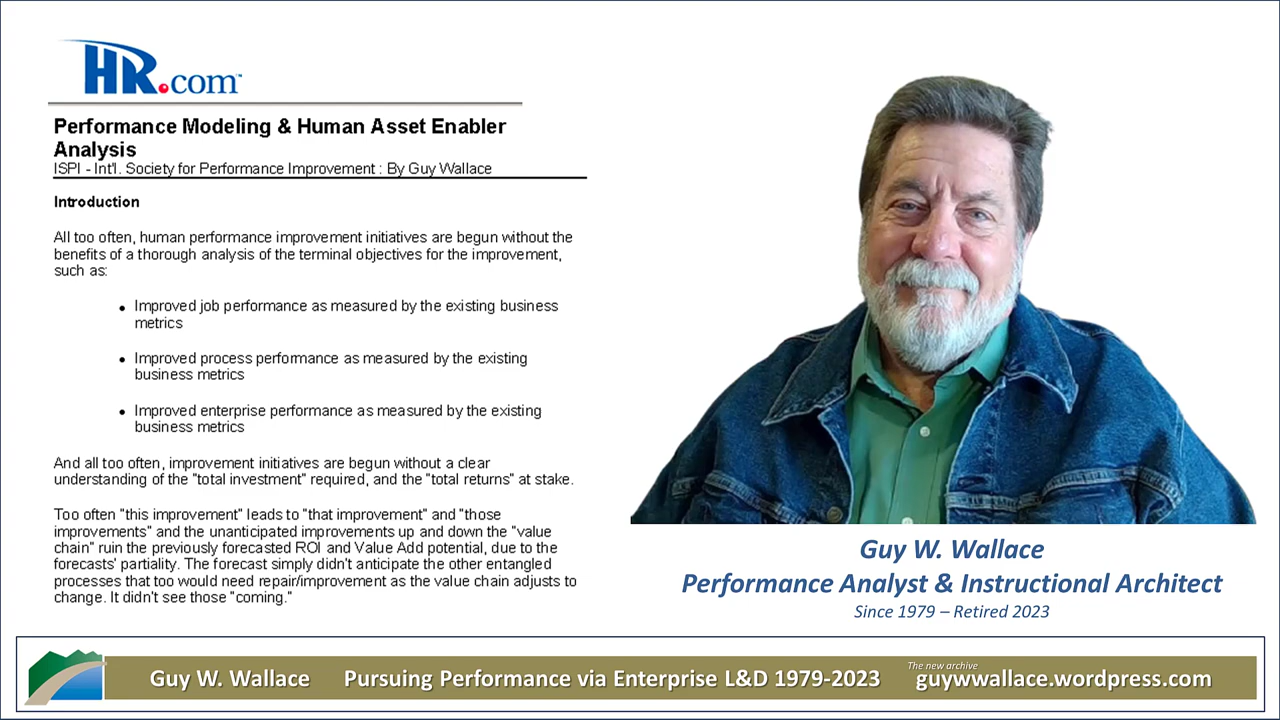 HR.com™
Performance Modeling & Human Asset Enabler
Analysis
ISPI - Int'l. Society for Performance Improvement : By Guy Wallace
Introduction
All too often, human performance improvement initiatives are begun without the
benefits of a thorough analysis of the terminal objectives for the improvement,
such as:
• Improved job performance as measured by the existing business
metrics
• Improved process performance as measured by the existing
business metrics
• Improved enterprise performance as measured by the existing
business metrics
And all too often, improvement initiatives are begun without a clear
understanding of the "total investment" required, and the "total returns" at stake.
Too often "this improvement" leads to "that improvement" and "those
improvements" and the unanticipated improvements up and down the "value
chain" ruin the previously forecasted ROI and Value Add potential, due to the
forecasts' partiality. The forecast simply didn't anticipate the other entangled
processes that too would need repair/improvement as the value chain adjusts to
change. It didn't see those "coming."
Guy W. Wallace
Performance Analyst & Instructional Architect
Since 1979 – Retired 2023
Guy W. Wallace Pursuing Performance via Enterprise L&D 1979-2023
The new archive
guywwallace.wordpress.com